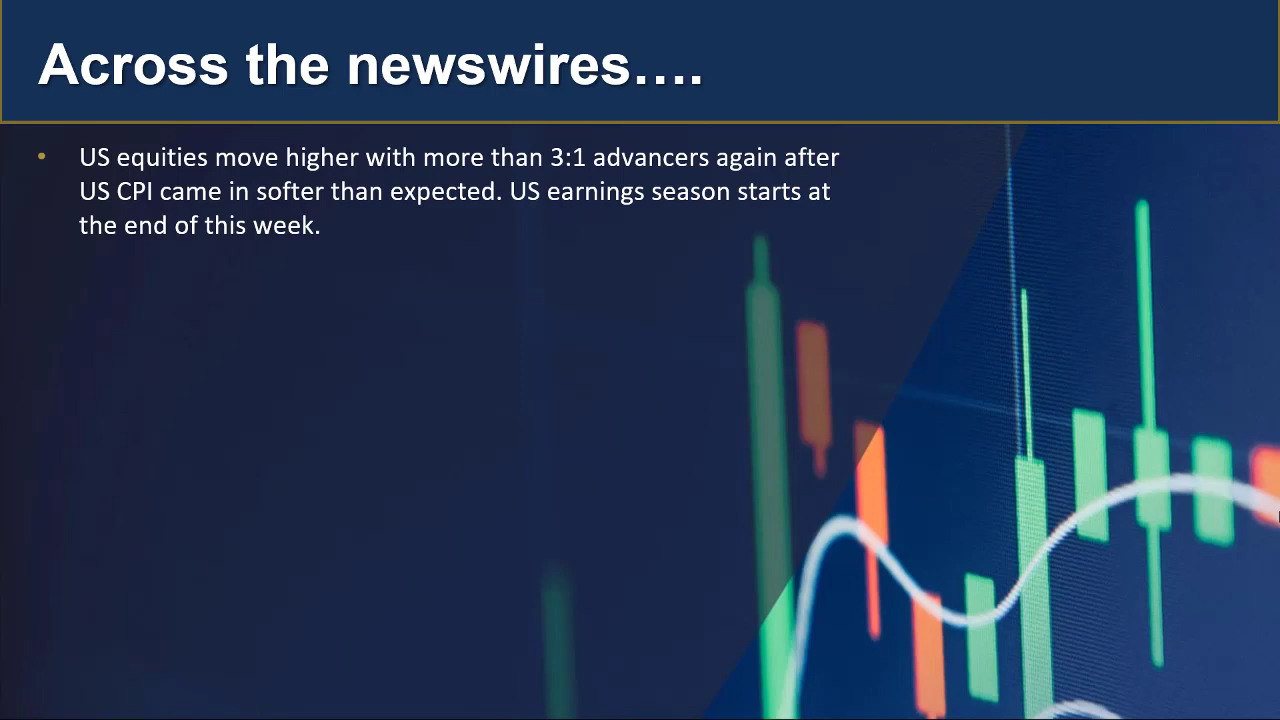 Across the newswires….
• US equities move higher with more than 3:1 advancers again after
US CPI came in softer than expected. US earnings season starts at
the end of this week.